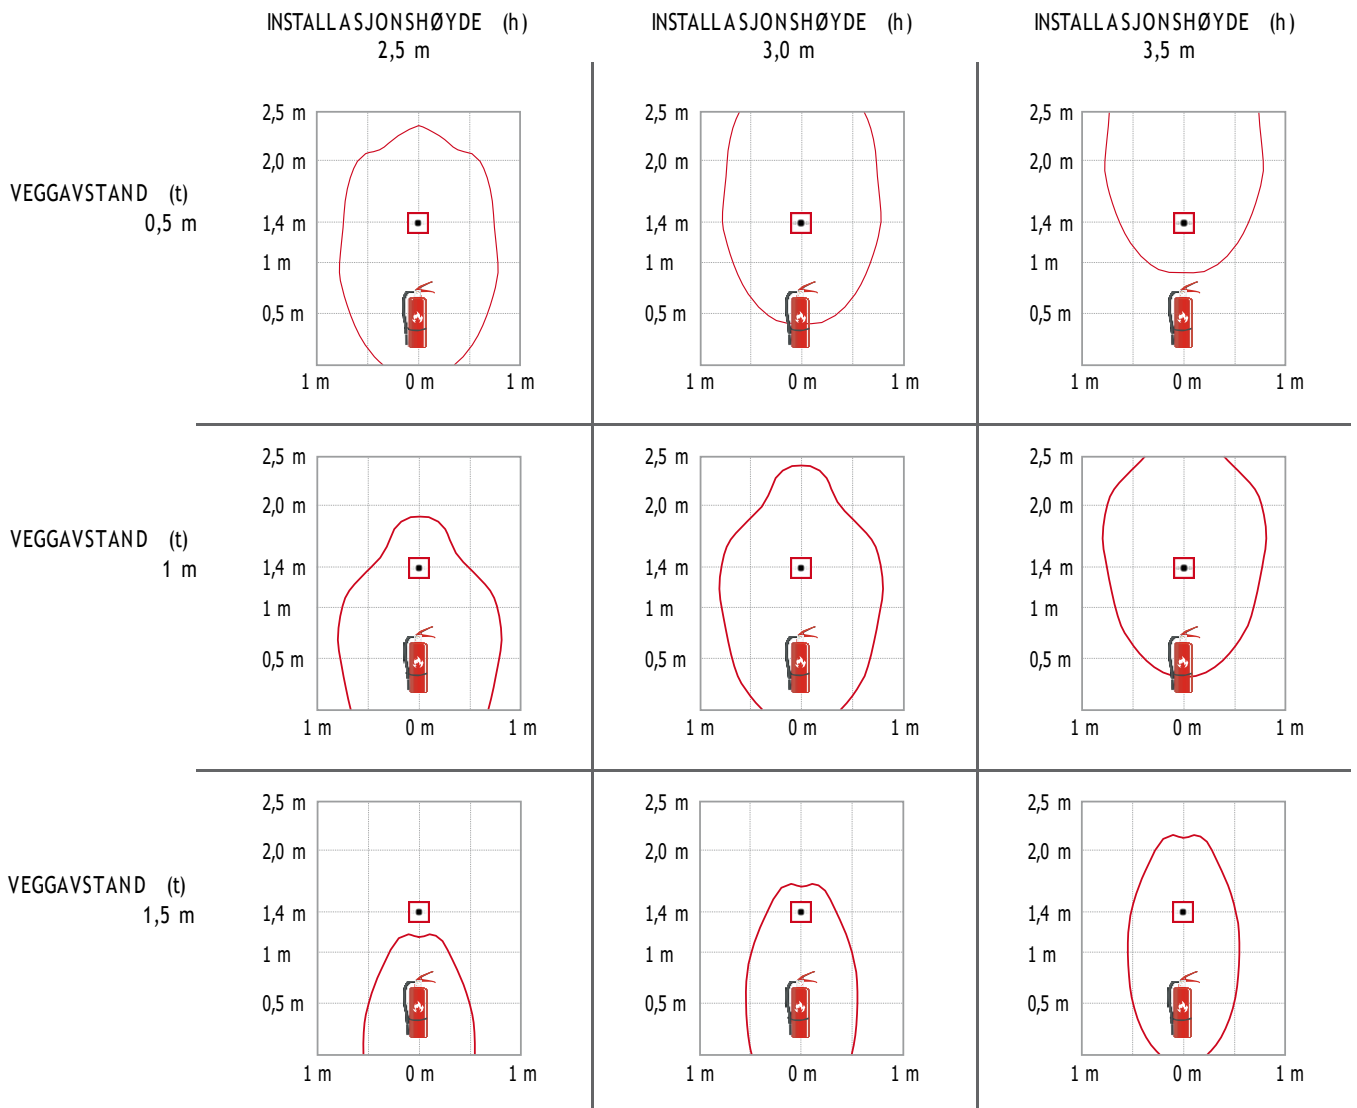 INSTALLASJONSHØYDE (h) INSTALLASJONSHØYDE (h) INSTALLASJONSHØYDE (h)
2,5 m 3,0 m 3,5 m
2,5 m 2,5 m 2,5 m
2,0 m 2,0 m 2,0 m
VEGGAVSTAND (t)
0,5 m 1,4 m 1,4 m 1,4 m
1 m 1 m 1 m
0,5 m 0,5 m 0,5 m
1 m 0 m 1 m 1 m 0 m 1 m 1 m 0 m 1 m
2,5 m 2,5 m 2,5 m
2,0 m 2,0 m 2,0 m
VEGGAVSTAND (t)
1 m 1,4 m 1,4 m 1,4 m
1 m 1 m 1 m
0,5 m 0,5 m 0,5 m
1 m 0 m 1 m 1 m 0 m 1 m 1 m 0 m 1 m
2,5 m 2,5 m 2,5 m
2,0 m 2,0 m 2,0 m
VEGGAVSTAND (t)
1,5 m 1,4 m 1,4 m 1,4 m
1 m 1 m 1 m
0,5 m 0,5 m 0,5 m
1 m 0 m 1 m 1 m 0 m 1 m 1 m 0 m 1 m